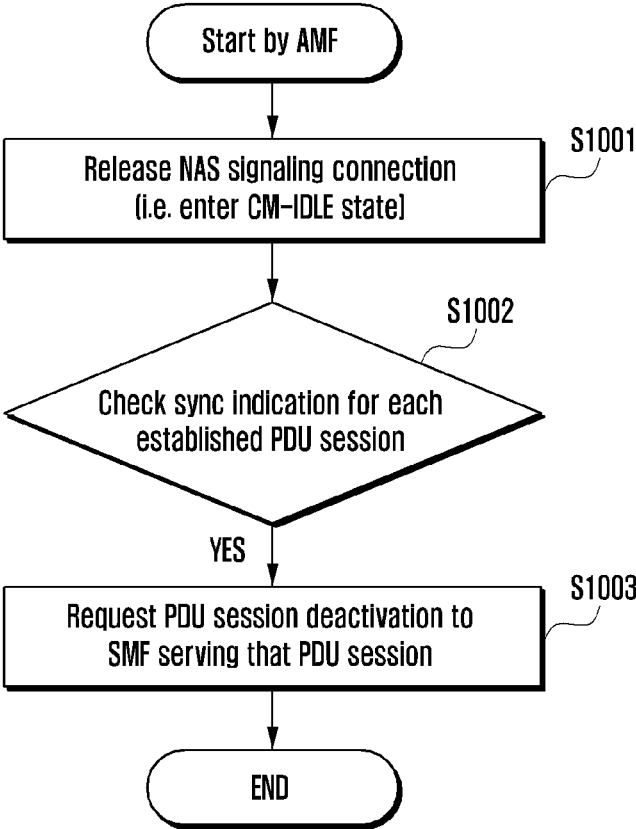 Start by AMF
S1001
Release NAS signaling connection
(i.e. enter CM-IDLE state]
S1002
Check sync indication for each
established PDU session
YES
S1003
Request PDU session deactivation to
SMF serving that PDU session
END